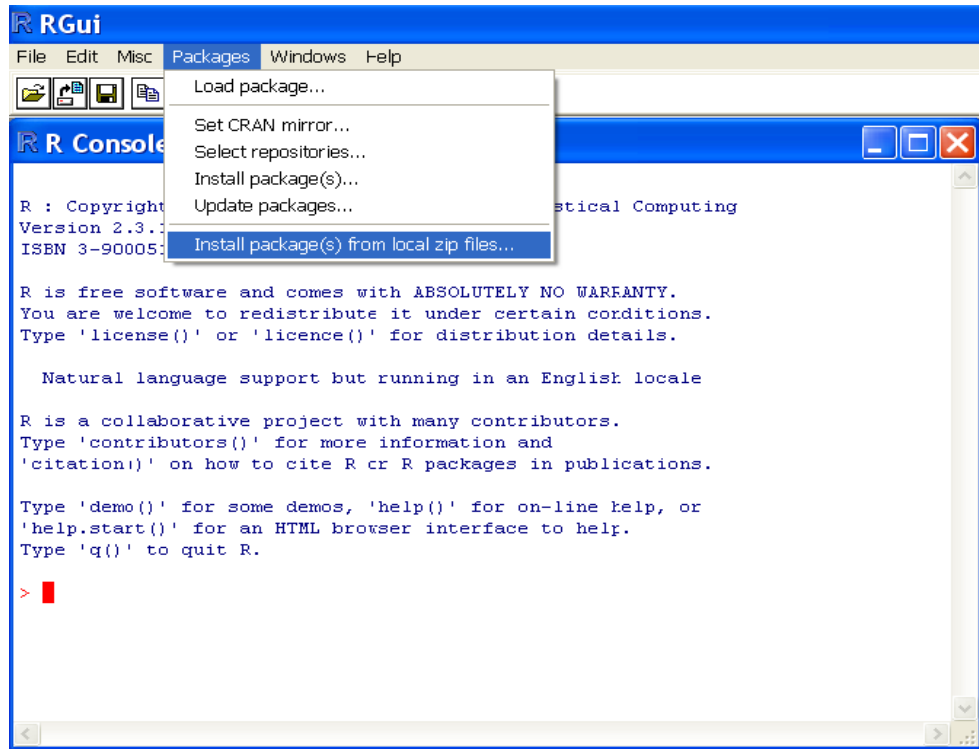 R RGui
File Edit Misc Packages Windows Help
Load package...
Set CRAN mirror...
Select repositories...
Install package(s)...
Update packages...
Install package(s) from local zip files...
R R Console
R : Copyright stical Computing
Version 2.3.
ISBN 3-90005
R is free software and comes with ABSOLUTELY NO WARRANTY.
You are welcome to redistribute it under certain conditions.
Type 'license()' or 'licence()' for distribution details.
Natural language support but running in an English locale
R is a collaborative project with many contributors.
Type 'contributors()' for more information and
'citation()' on how to cite R or R packages in publications.
Type 'demo()' for some demos, 'help()' for on-line help, or
'help.start()' for an HTML browser interface to help.
Type 'q()' to quit R.
>